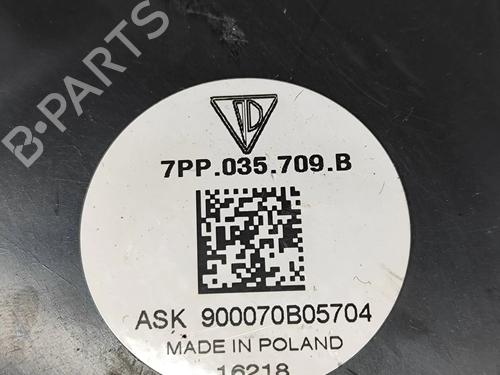 B-PARTS
7PP.035.709.B
ASK 900070B05704
MADE IN POLAND
16218